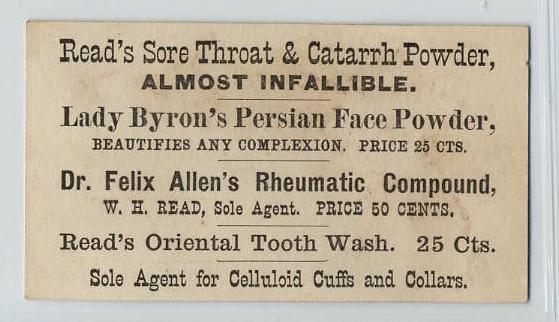 Read's Sore Throat & Catarrh Powder,
ALMOST INFALLIBLE.
Lady Byron's Persian Face Powder,
BEAUTIFIES ANY COMPLEXION. PRICE 25 CTS.
Dr. Felix Allen's Rheumatic Compound,
W. H. READ, Sole Agent. PRICE 50 CENTS.
Read's Oriental Tooth Wash. 25 Cts.
Sole Agent for Celluloid Cuffs and Collars.